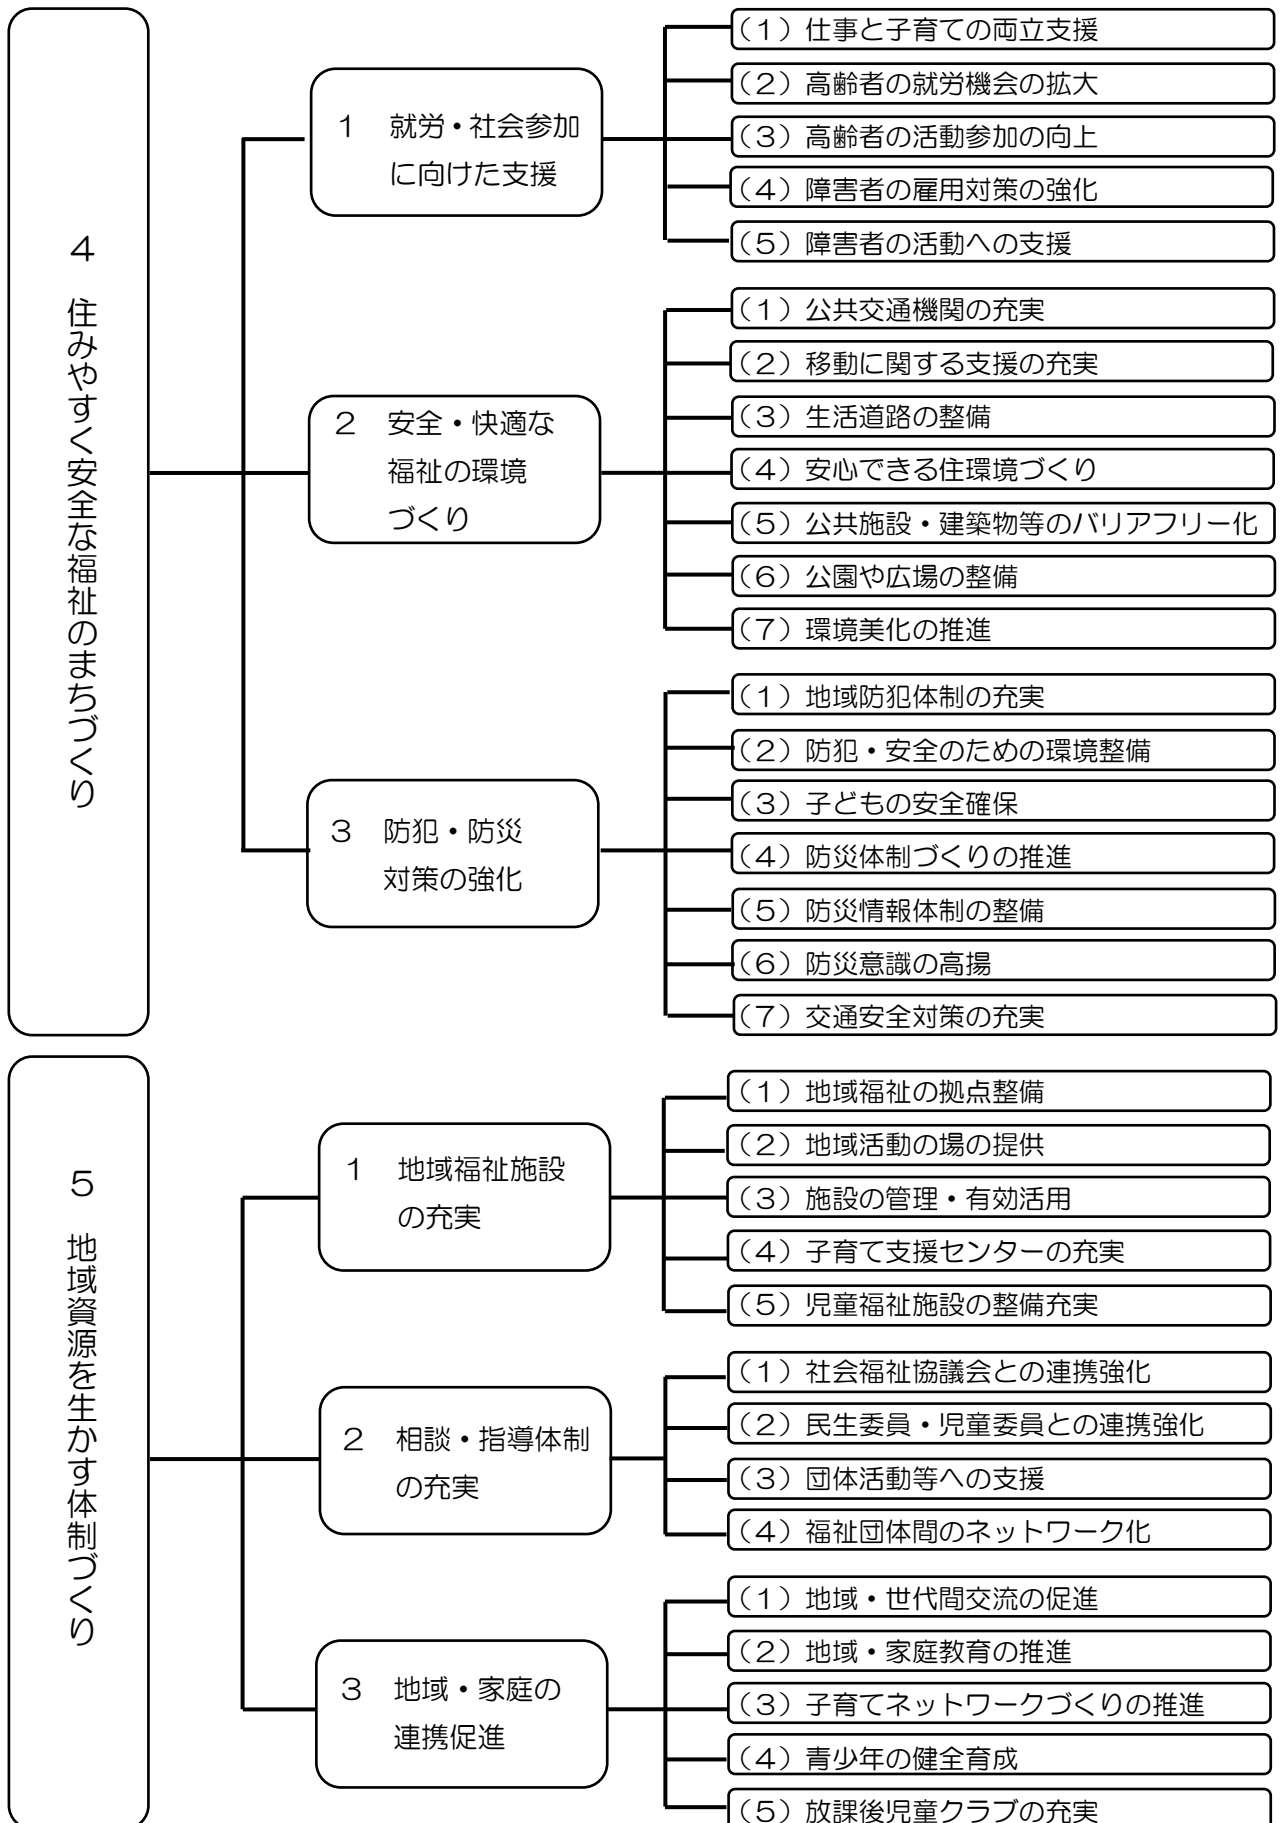 4 住みやすく安全な福祉のまちづくり
1 就労・社会参加
に向けた支援
(1)仕事と子育ての両立支援
(2)高齢者の就労機会の拡大
(3)高齢者の活動参加の向上
(4)障害者の雇用対策の強化
(5)障害者の活動への支援
2 安全・快適な
福祉の環境
づくり
(1)公共交通機関の充実
(2)移動に関する支援の充実
(3)生活道路の整備
(4)安心できる住環境づくり
(5)公共施設・建築物等のバリアフリー化
(6)公園や広場の整備
(7)環境美化の推進
3 防犯・防災
対策の強化
(1)地域防犯体制の充実
(2)防犯・安全のための環境整備
(3)子どもの安全確保
(4)防災体制づくりの推進
(5)防災情報体制の整備
(6)防災意識の高揚
(7)交通安全対策の充実
5 地域資源を生かす体制づくり
1 地域福祉施設
の充実
(1)地域福祉の拠点整備
(2)地域活動の場の提供
(3)施設の管理・有効活用
(4)子育て支援センターの充実
(5)児童福祉施設の整備充実
2 相談・指導体制
の充実
(1)社会福祉協議会との連携強化
(2)民生委員・児童委員との連携強化
(3)団体活動等への支援
(4)福祉団体間のネットワーク化
3 地域・家庭の
連携促進
(1)地域・世代間交流の促進
(2)地域・家庭教育の推進
(3)子育てネットワークづくりの推進
(4)青少年の健全育成
(5)放課後児童クラブの充実